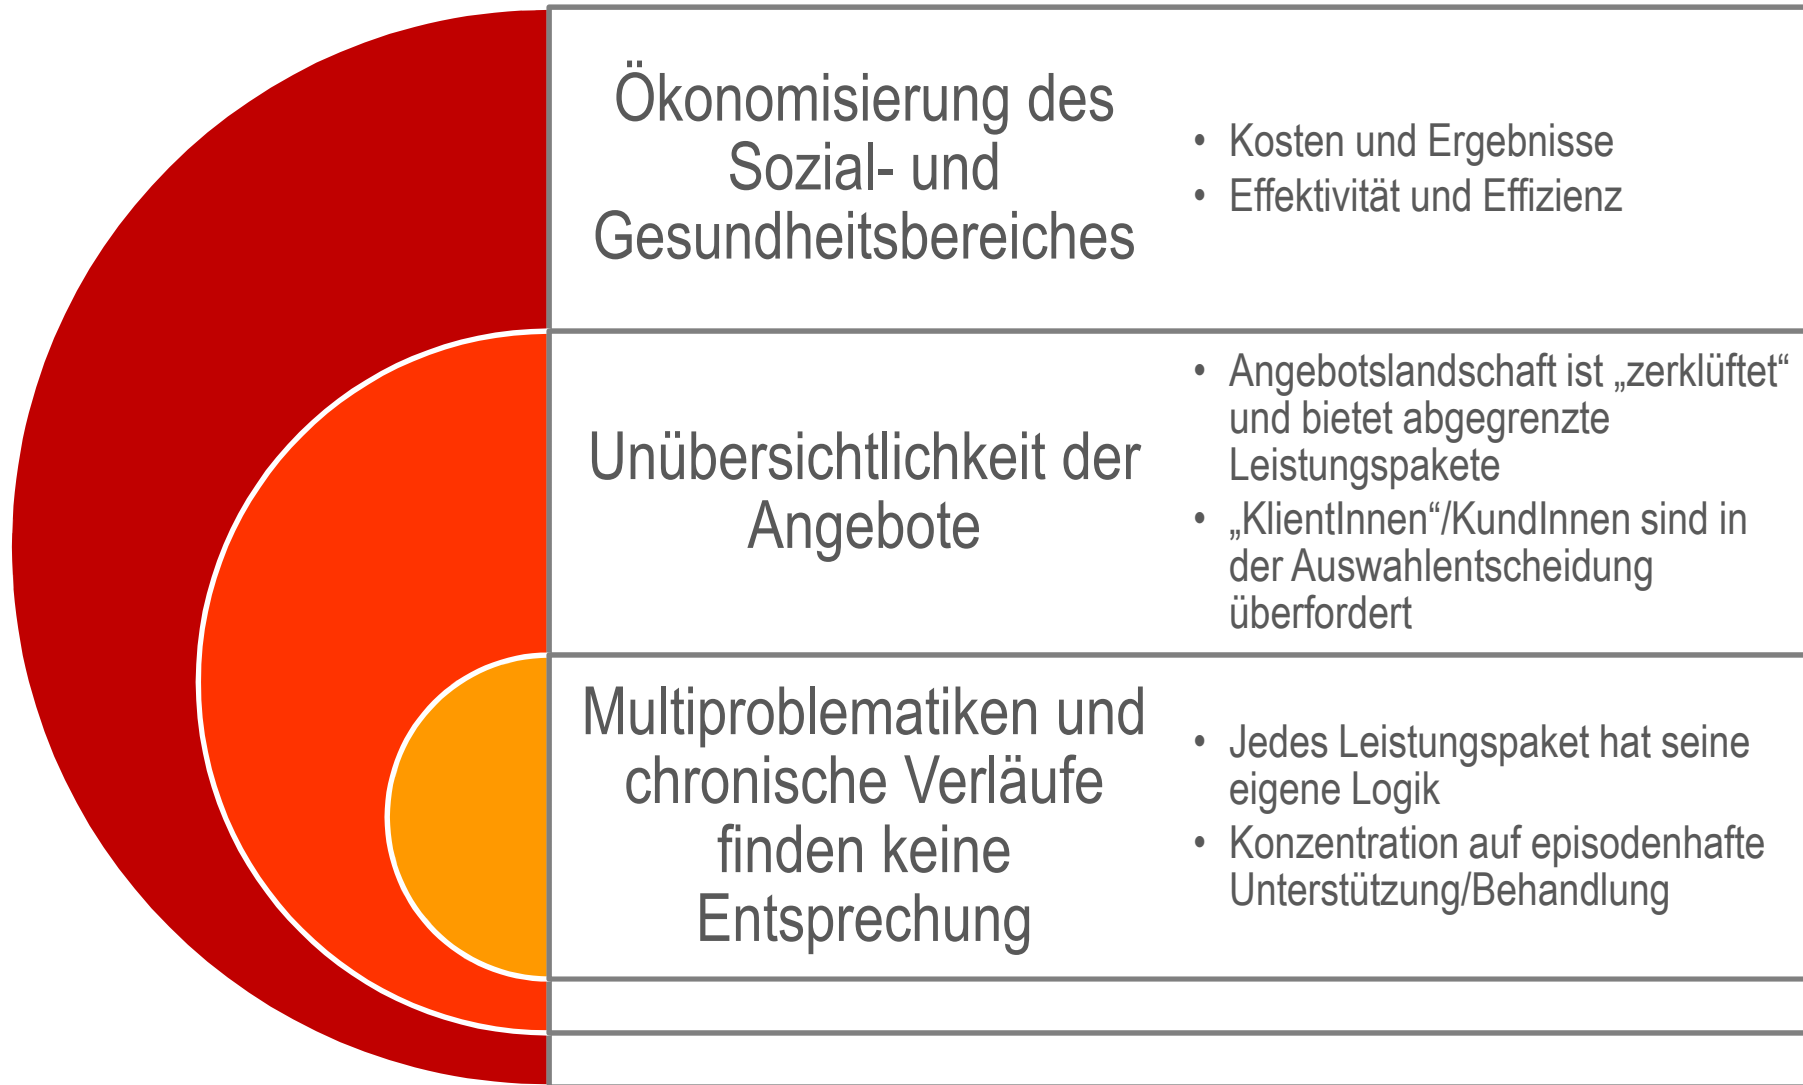 Ökonomisierung des
Sozial- und
Gesundheitsbereiches
• Kosten und Ergebnisse
• Effektivität und Effizienz
Unübersichtlichkeit der
Angebote
• Angebotslandschaft ist „zerklüftet“
und bietet abgegrenzte
Leistungspakete
• „KlientInnen“/KundInnen sind in
der Auswahlentscheidung
überfordert
Multiproblematiken und
chronische Verläufe
finden keine
Entsprechung
• Jedes Leistungspaket hat seine
eigene Logik
• Konzentration auf episodenhafte
Unterstützung/Behandlung